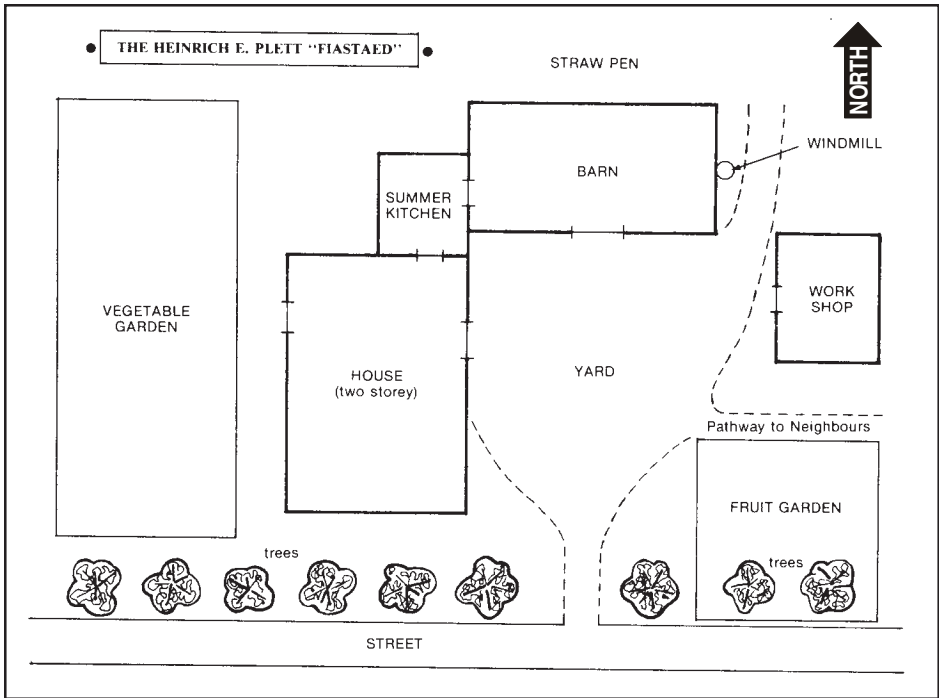 THE HEINRICH E. PLETT "FIASTAED"
STRAW PEN
NORTH
WINDMILL
BARN
SUMMER
KITCHEN
WORK
SHOP
VEGETABLE
GARDEN
HOUSE
(two storey)
YARD
Pathway to Neighbours
FRUIT GARDEN
trees
trees
STREET